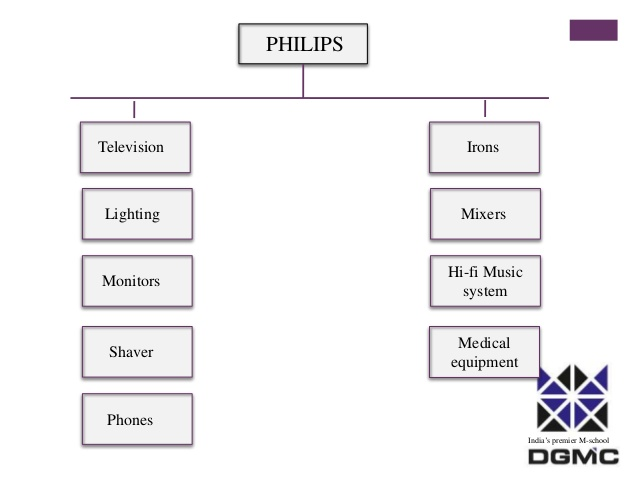 PHILIPS
Television
Lighting
Monitors
Shaver
Phones
Irons
Mixers
Hi-fi Music
system
Medical
equipment
India's premier M-school
DGMC